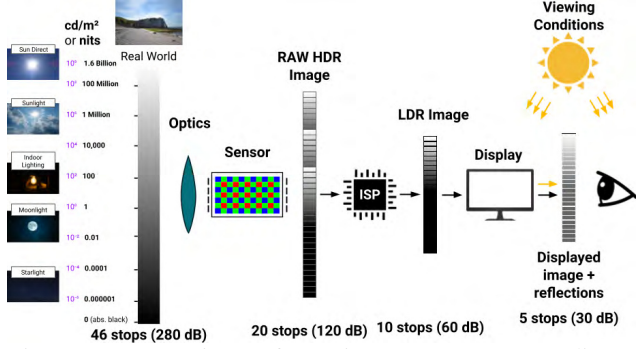 cd/m²
or nits
Real World
Sun Direct
10⁹ 1.6 Billion
10⁸ 100 Million
Sunlight
10⁶ 1 Million
10⁴ 10,000
Indoor
Lighting
10² 100
Moonlight
10⁰ 1
10⁻² 0.01
Starlight
10⁻⁴ 0.0001
0.000001
0 (abs. black)
46 stops (280 dB)
Optics
Sensor
RAW HDR
Image
20 stops (120 dB)
ISP
LDR Image
10 stops (60 dB)
Display
Viewing
Conditions
Displayed
image +
reflections
5 stops (30 dB)